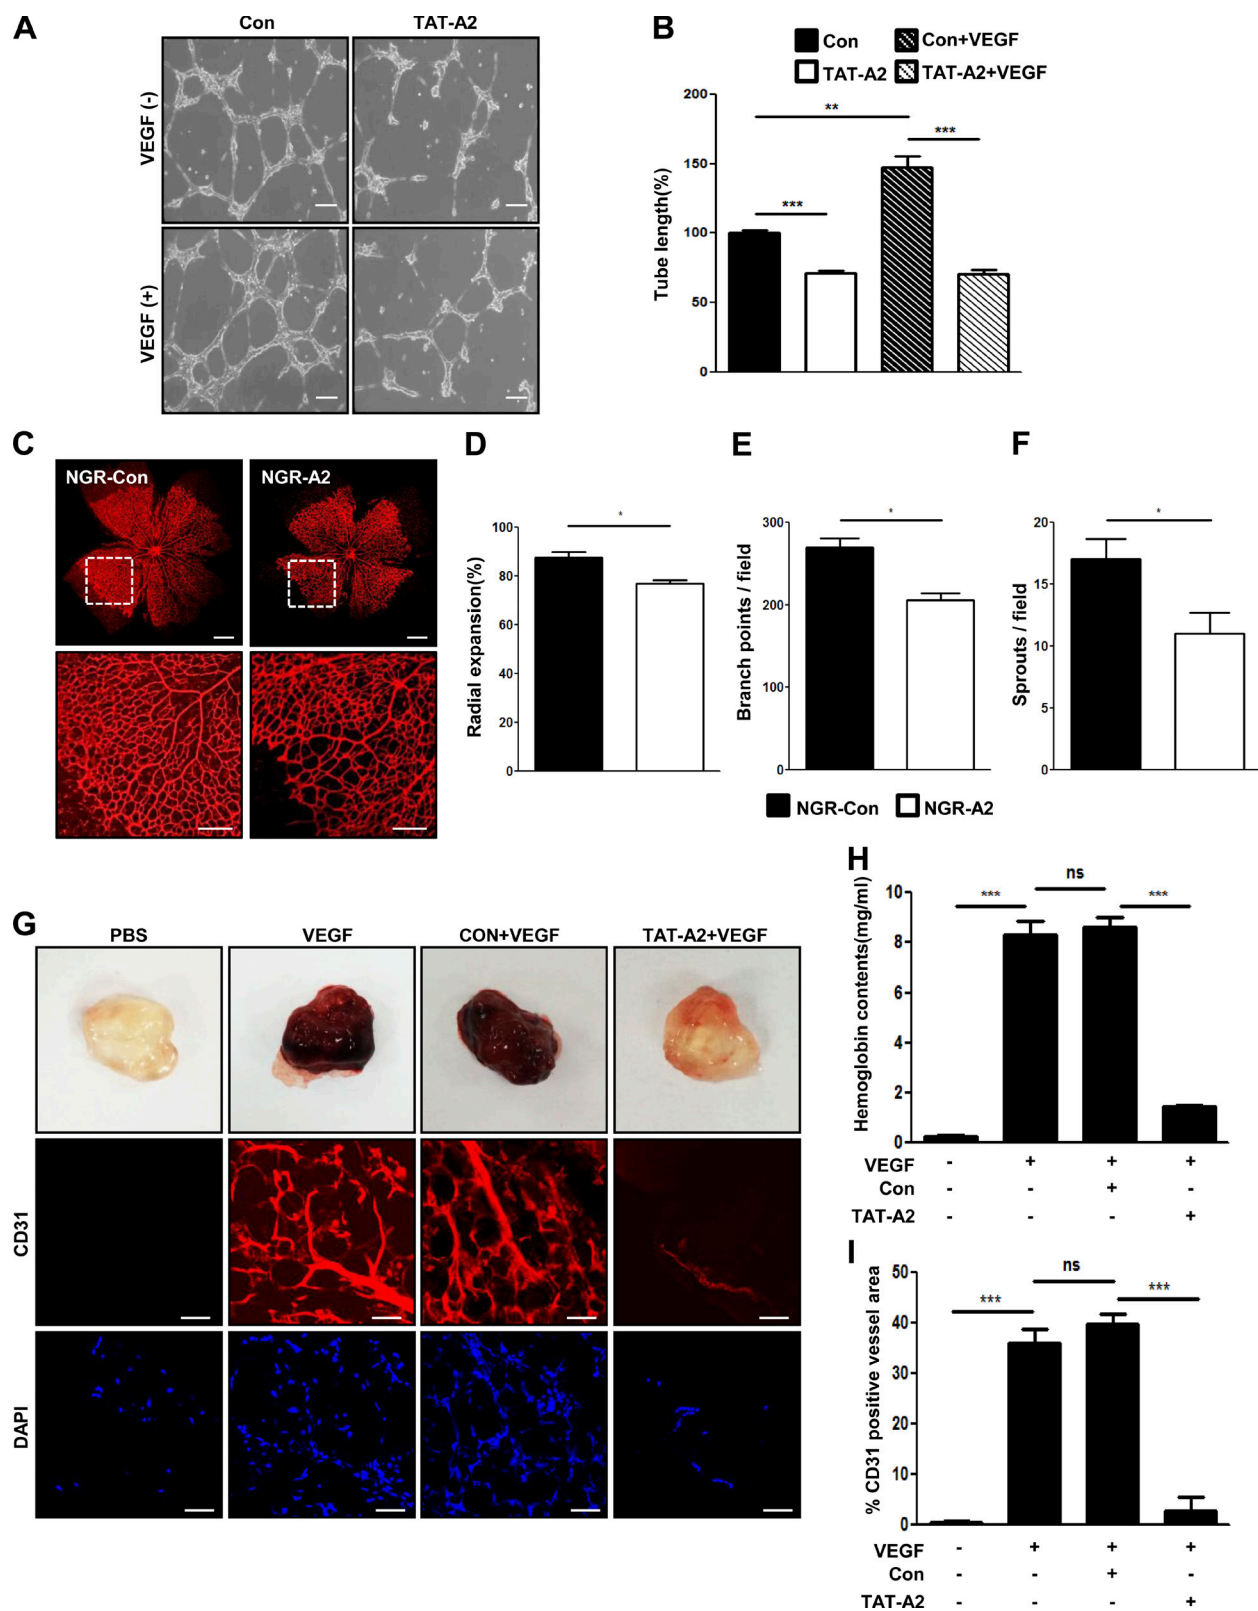 A
Con
TAT-A2
VEGF (-)
VEGF (+)
B
Con
Con+VEGF
TAT-A2
TAT-A2+VEGF
Tube length(%)
200
150
100
50
0
**
***
***
C
NGR-Con
NGR-A2
D
Radial expansion(%)
100
80
60
40
20
0
*
E
Branch points / field
300
200
100
0
*
F
Sprouts / field
20
15
10
5
0
*
NGR-Con
NGR-A2
G
PBS
VEGF
CON+VEGF
TAT-A2+VEGF
CD31
DAPI
H
Hemoglobin contents(mg/ml)
10
8
6
4
2
0
***
ns
***
VEGF - + + +
Con - - + -
TAT-A2 - - - +
I
% CD31 positive vessel area
50
40
30
20
10
0
***
ns
***
VEGF - + + +
Con - - + -
TAT-A2 - - - +